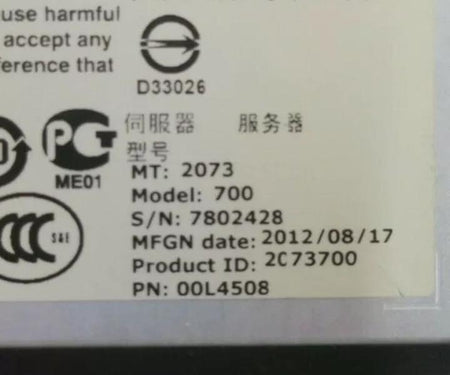 use harmful
accept any
ference that
D33026
伺服器 服务器
型号
ME01
MT: 2073
Model: 700
S/N: 7802428
S&E
MFGN date: 2012/08/17
Product ID: 2073700
PN: 00L4508